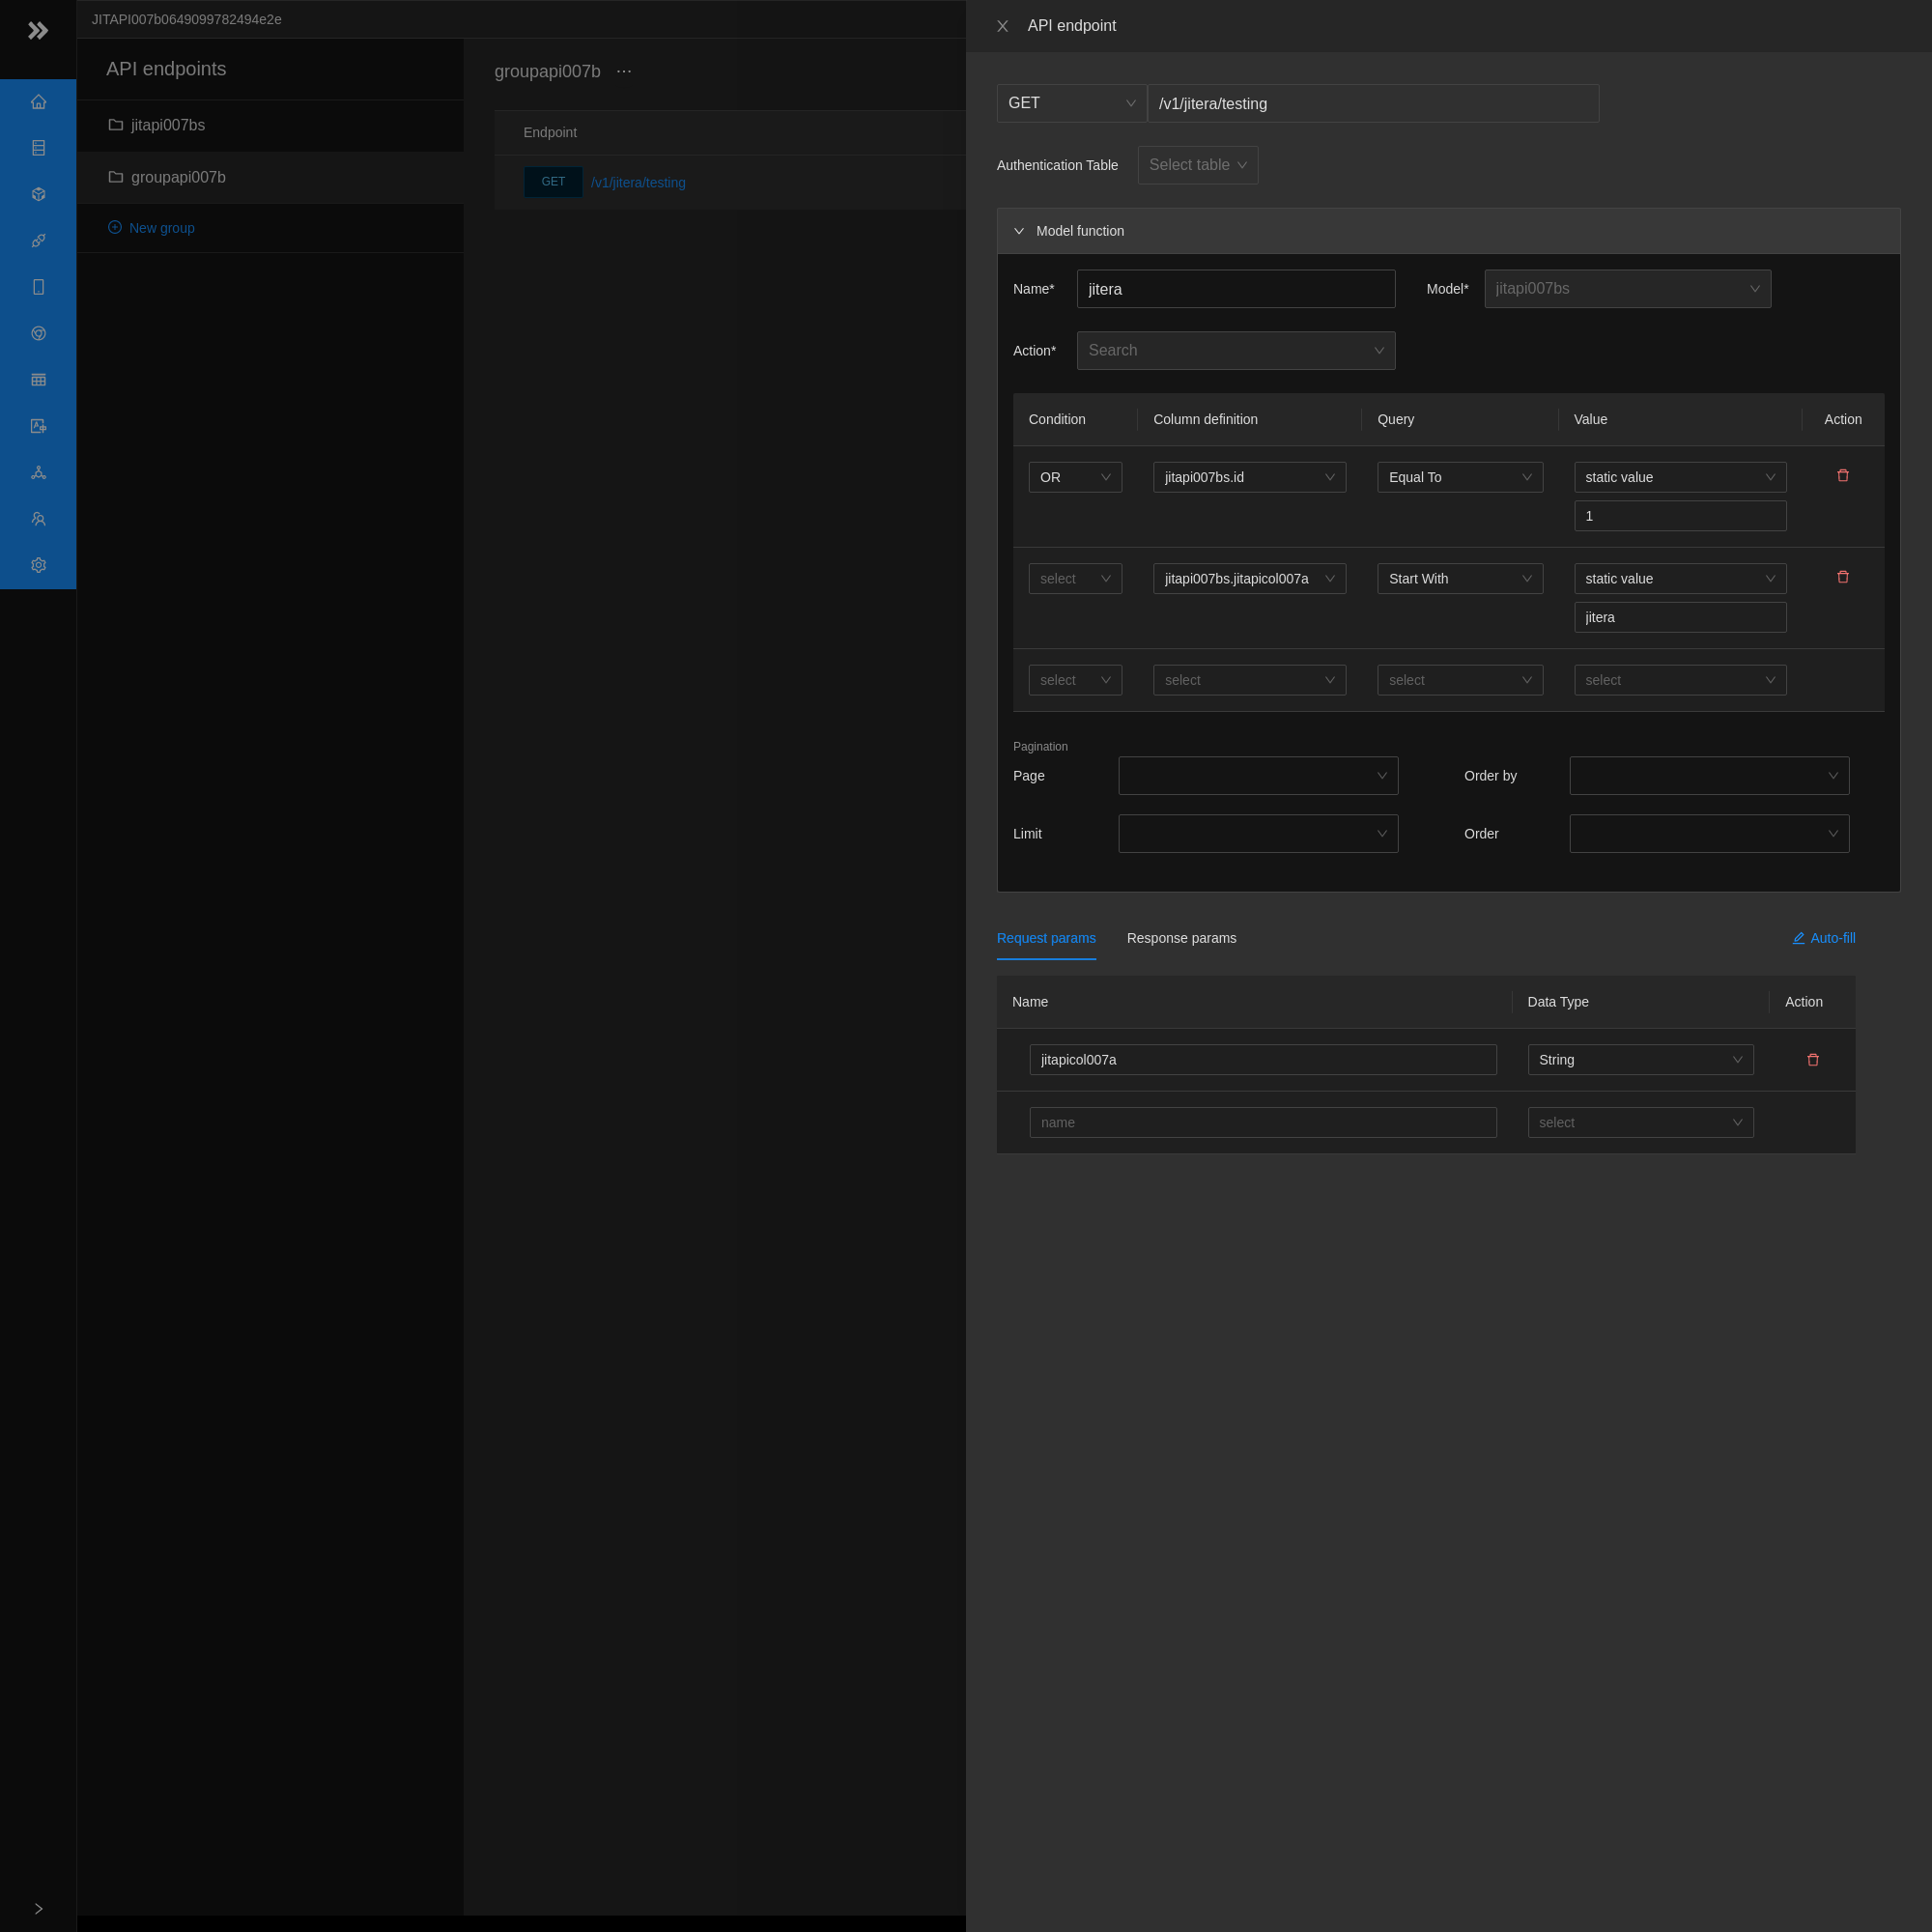 JITAPI007b0649099782494e2e
API endpoints
jitapi007bs
groupapi007b
New group
groupapi007b ...
Endpoint
GET /v1/jitera/testing
API endpoint
GET /v1/jitera/testing
Authentication Table Select table
Model function
Name* jitera Model* jitapi007bs
Action* Search
Condition Column definition Query Value Action
OR jitapi007bs.id Equal To static value
1
select jitapi007bs.jitapicol007a Start With static value
jitera
select select select select
Pagination
Page Order by
Limit Order
Request params Response params Auto-fill
Name Data Type Action
jitapicol007a String
name select